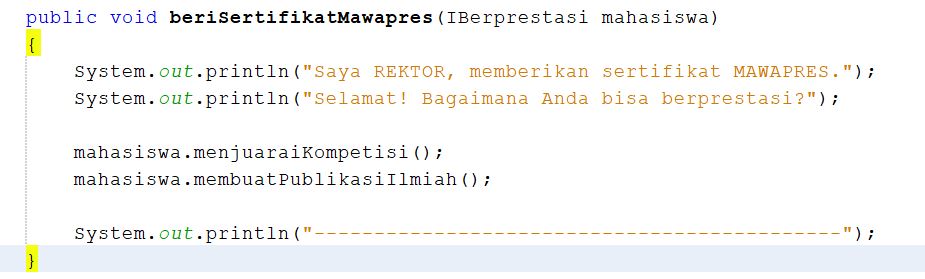 public void beriSertifikatMawapres(IBerprestasi mahasiswa)
{
System.out.println("Saya REKTOR, memberikan sertifikat MAWAPRES.");
System.out.println("Selamat! Bagaimana Anda bisa berprestasi?");
mahasiswa.menjuaraiKompetisi();
mahasiswa.membuatPublikasiIlmiah();
System.out.println("--------------------------------------------");
}